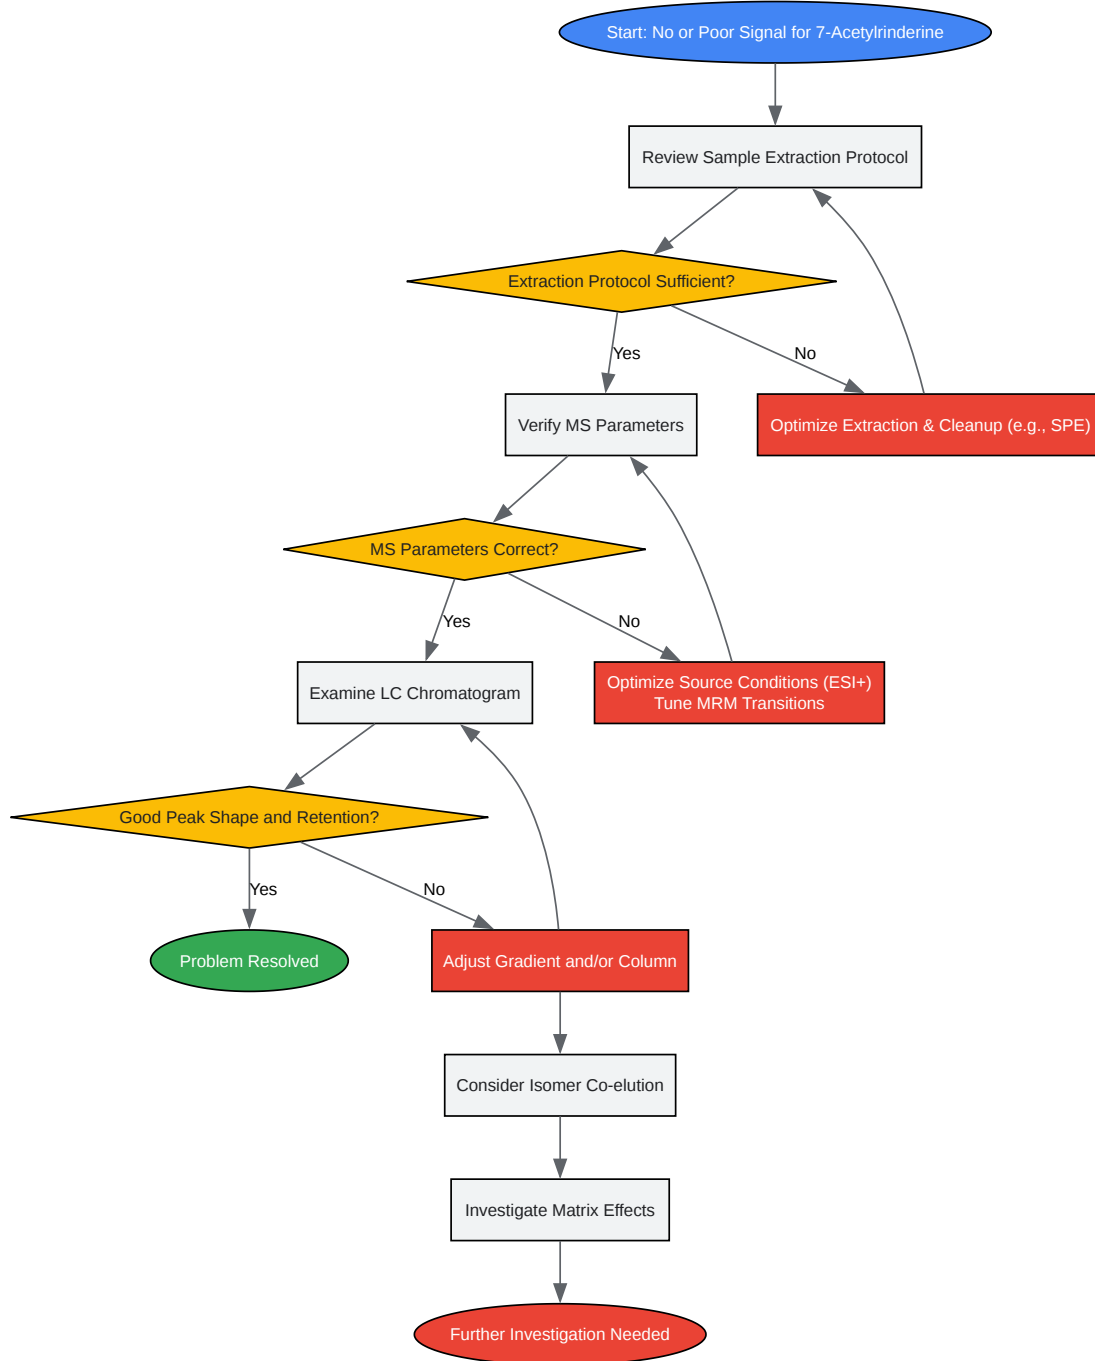 Start: No or Poor Signal for 7-Acetylrinderine
Review Sample Extraction Protocol
Extraction Protocol Sufficient?
Yes
No
Verify MS Parameters
Optimize Extraction & Cleanup (e.g., SPE)
MS Parameters Correct?
Yes
No
Examine LC Chromatogram
Optimize Source Conditions (ESI+)
Tune MRM Transitions
Good Peak Shape and Retention?
Yes
No
Problem Resolved
Adjust Gradient and/or Column
Consider Isomer Co-elution
Investigate Matrix Effects
Further Investigation Needed